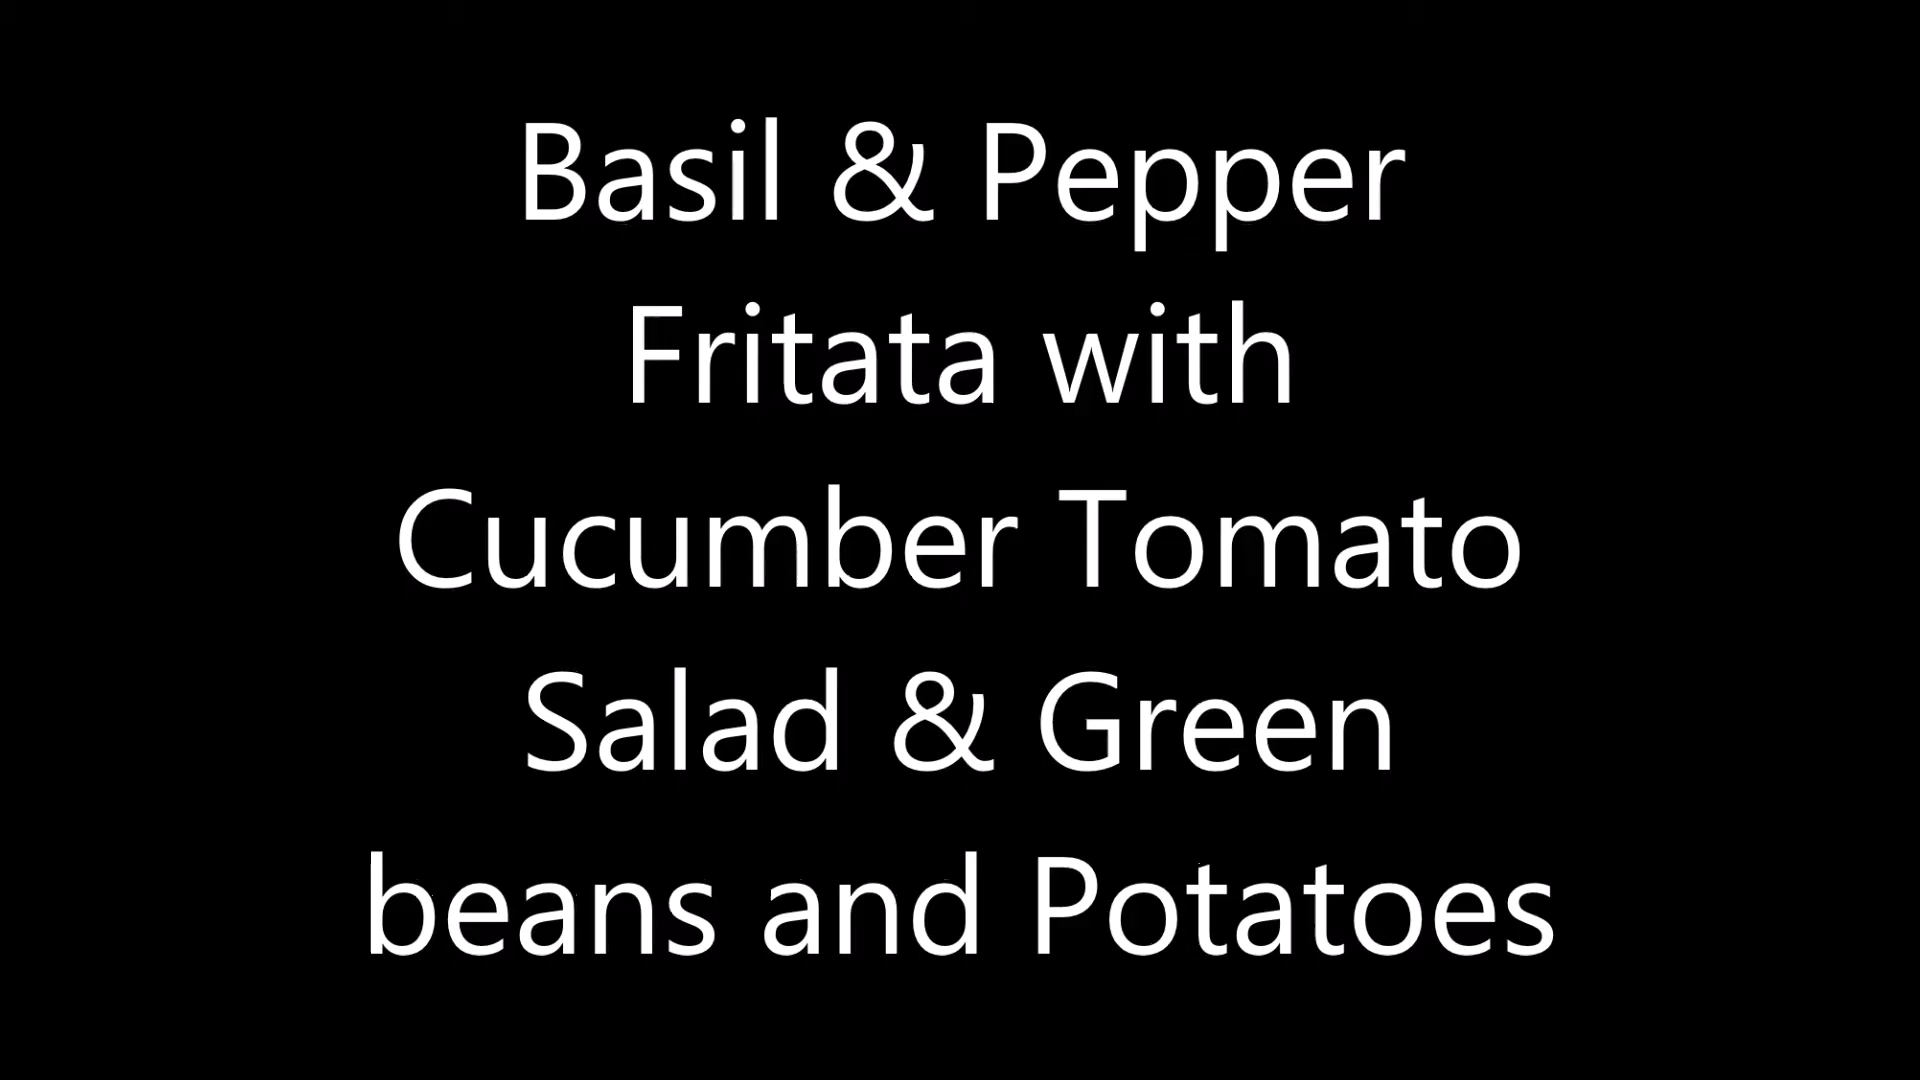 Basil & Pepper
Fritata with
Cucumber Tomato
Salad & Green
beans and Potatoes